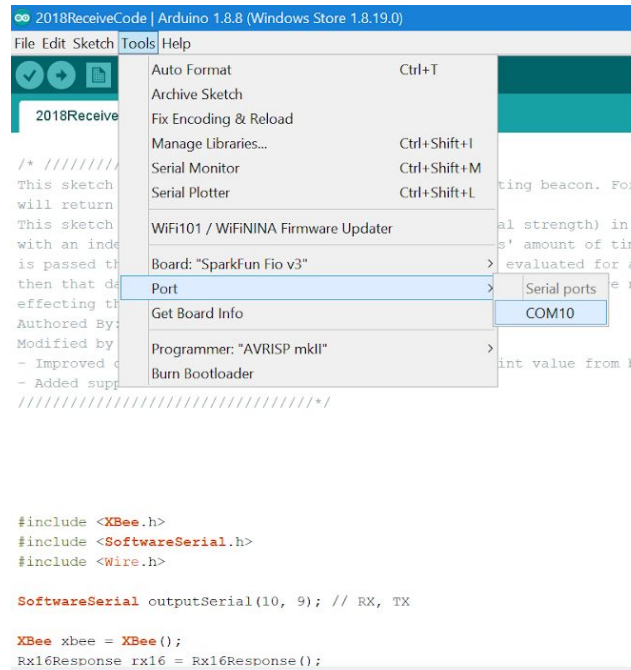 2018ReceiveCode | Arduino 1.8.8 (Windows Store 1.8.19.0)
File Edit Sketch Tools Help
2018Receive
Auto Format Ctrl+T
Archive Sketch
Fix Encoding & Reload
Manage Libraries... Ctrl+Shift+I
Serial Monitor Ctrl+Shift+M
Serial Plotter Ctrl+Shift+L
WiFi101 / WiFiNINA Firmware Updater
Board: "SparkFun Fio v3" >
Port >
Serial ports
COM10
Get Board Info
Programmer: "AVRISP mkII" >
Burn Bootloader
/* /////////
This sketch ting beacon. For
will return
This sketch al strength) in
with an inde s' amount of tim
is passed th evaluated for a
then that da e r
effecting th
Authored By:
Modified by
- Improved int value from
- Added supp
//////////////////////////////////*/
#include <XBee.h>
#include <SoftwareSerial.h>
#include <Wire.h>
SoftwareSerial outputSerial(10, 9); // RX, TX
XBee xbee = XBee();
Rx16Response rx16 = Rx16Response();